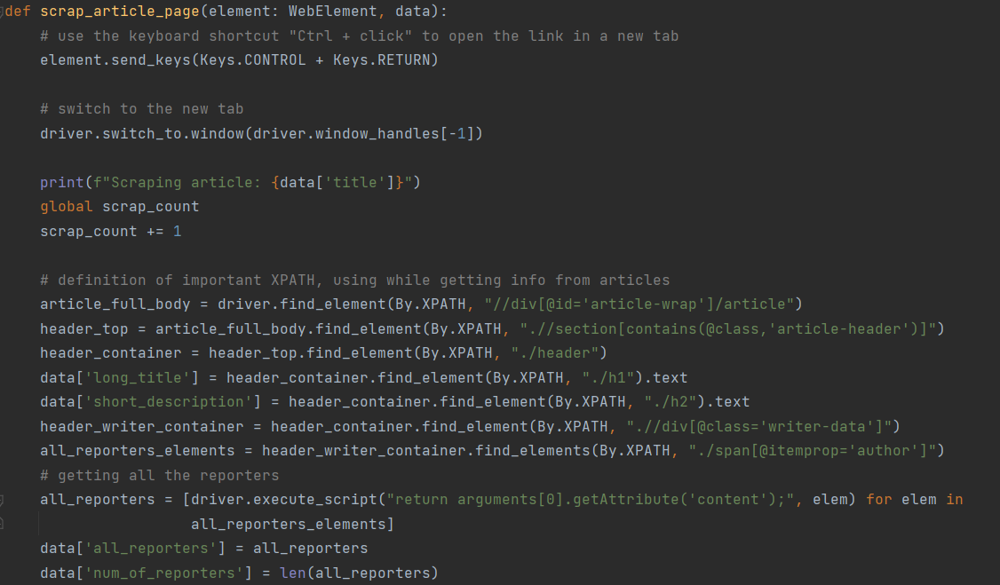 def scrap_article_page(element: WebElement, data):
    # use the keyboard shortcut "Ctrl + click" to open the link in a new tab
    element.send_keys(Keys.CONTROL + Keys.RETURN)

    # switch to the new tab
    driver.switch_to.window(driver.window_handles[-1])

    print(f"Scraping article: {data['title']}")
    global scrap_count
    scrap_count += 1

    # definition of important XPATH, using while getting info from articles
    article_full_body = driver.find_element(By.XPATH, "//div[@id='article-wrap']/article")
    header_top = article_full_body.find_element(By.XPATH, ".//section[contains(@class,'article-header')]")
    header_container = header_top.find_element(By.XPATH, "./header")
    data['long_title'] = header_container.find_element(By.XPATH, "./h1").text
    data['short_description'] = header_container.find_element(By.XPATH, "./h2").text
    header_writer_container = header_container.find_element(By.XPATH, ".//div[@class='writer-data']")
    all_reporters_elements = header_writer_container.find_elements(By.XPATH, "./span[@itemprop='author']")
    # getting all the reporters
    all_reporters = [driver.execute_script("return arguments[0].getAttribute('content');", elem) for elem in
                     all_reporters_elements]
    data['all_reporters'] = all_reporters
    data['num_of_reporters'] = len(all_reporters)